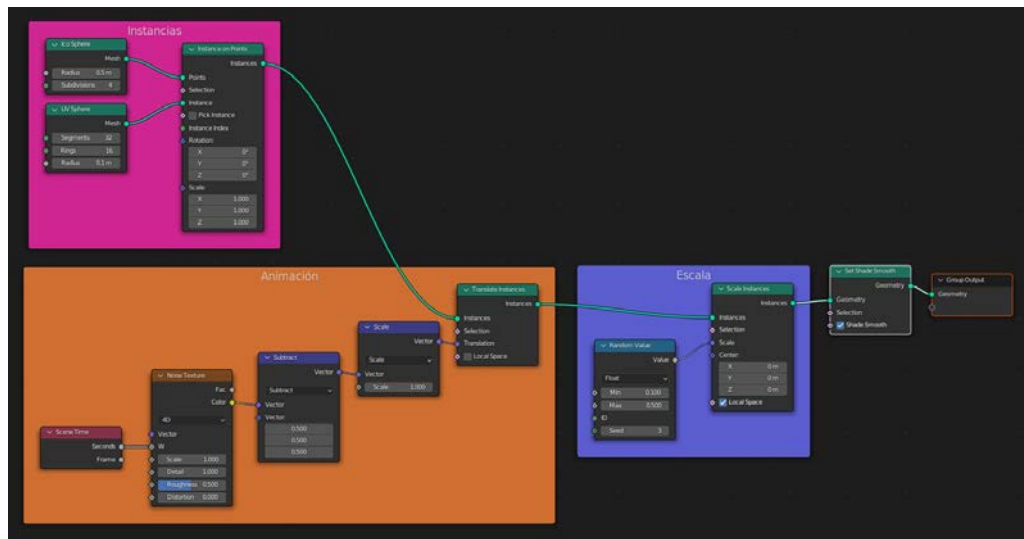 Instancias
Ico Sphere
Mesh
Radius 0.5 m
Subdivisions 4
UV Sphere
Mesh
Segments 32
Rings 16
Radius 0.1 m
Instance on Points
Instances
Points
Selection
Instance
Pick Instance
Instance Index
Rotation:
X 0°
Y 0°
Z 0°
Scale
X 1.000
Y 1.000
Z 1.000
Animación
Scene Time
Seconds
Frame
Noise Texture
Fac
Color
4D
Vector
W
Scale 1.000
Detail 1.000
Roughness 0.500
Distortion 0.000
Subtract
Vector
Subtract
Vector
Vector
0.500
0.500
0.500
Scale
Vector
Scale
Vector
Scale 1.000
Translate Instances
Instances
Instances
Selection
Translation
Local Space
Escala
Random Value
Value
Float
Min 0.100
Max 0.500
ID
Seed 3
Scale Instances
Instances
Instances
Selection
Scale
Center
X 0 m
Y 0 m
Z 0 m
Local Space
Set Shade Smooth
Geometry
Geometry
Selection
Shade Smooth
Group Output
Geometry